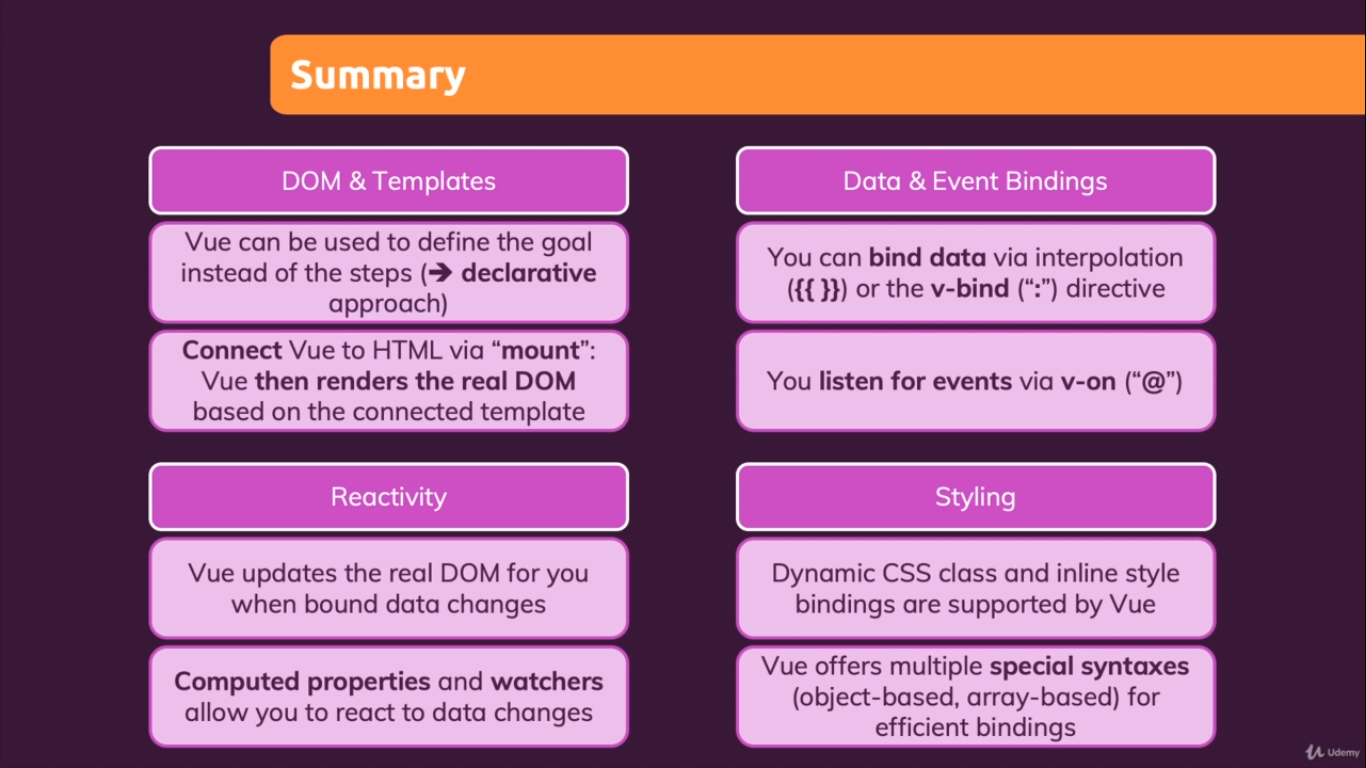 Summary
DOM & Templates
Vue can be used to define the goal
instead of the steps (➔ declarative
approach)
Connect Vue to HTML via “mount”:
Vue then renders the real DOM
based on the connected template
Data & Event Bindings
You can bind data via interpolation
({{ }}) or the v-bind (“:”) directive
You listen for events via v-on (“@”)
Reactivity
Vue updates the real DOM for you
when bound data changes
Computed properties and watchers
allow you to react to data changes
Styling
Dynamic CSS class and inline style
bindings are supported by Vue
Vue offers multiple special syntaxes
(object-based, array-based) for
efficient bindings
Udemy